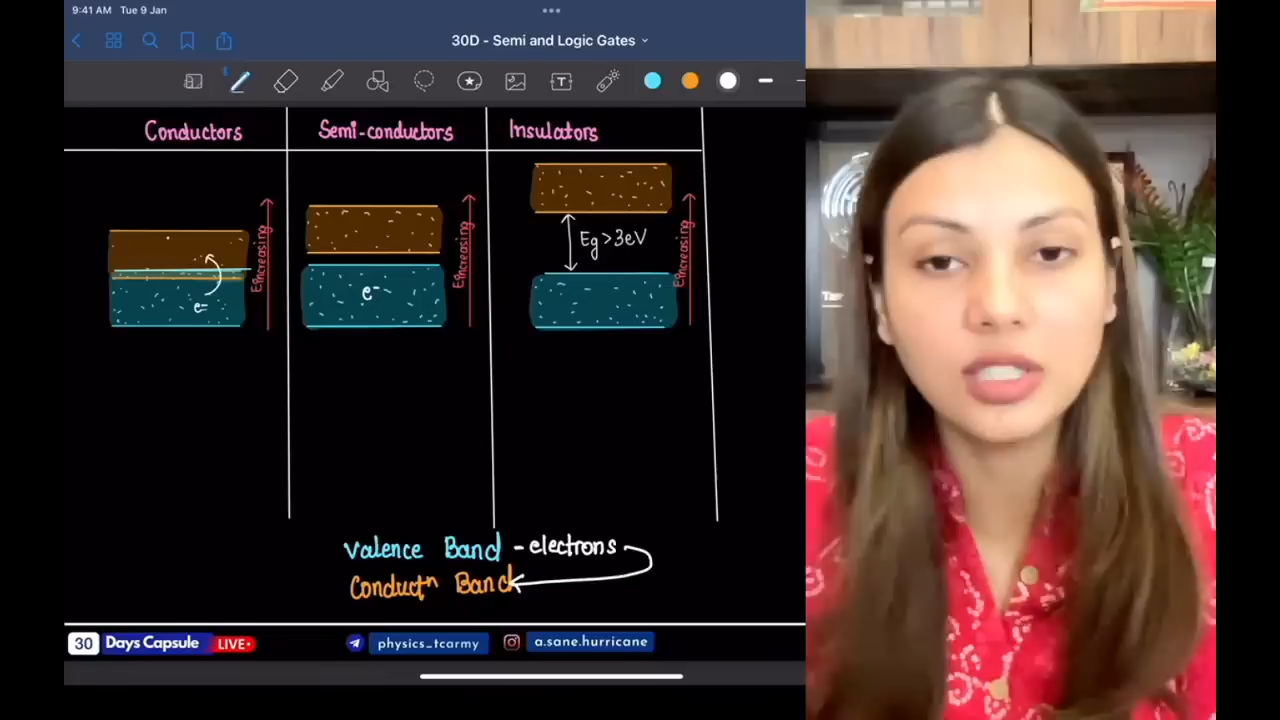 9:41 AM Tue 9 Jan
30D - Semi and Logic Gates
T
Conductors
Semi-conductors
Insulators
E increasing
e-
E increasing
e-
Eg>3eV
E increasing
Valence Band - electrons
Conductn Band
30 Days Capsule LIVE
physics_tcarmy
a.sane.hurricane